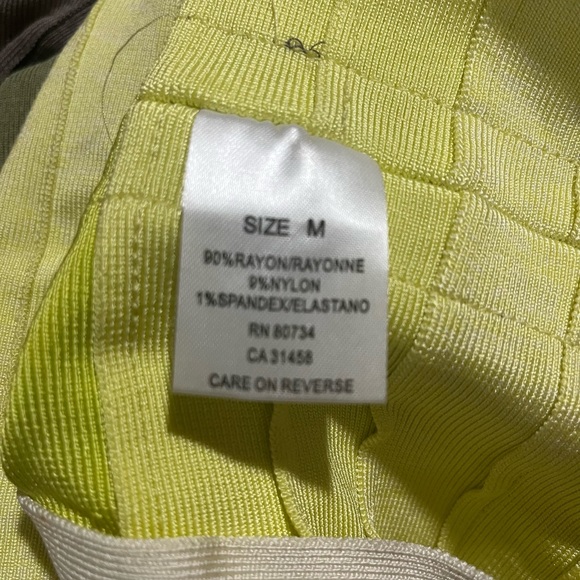 SIZE M
90%RAYON/RAYONNE
9%NYLON
1%SPANDEX/ELASTANO
RN 80734
CA 31458
CARE ON REVERSE